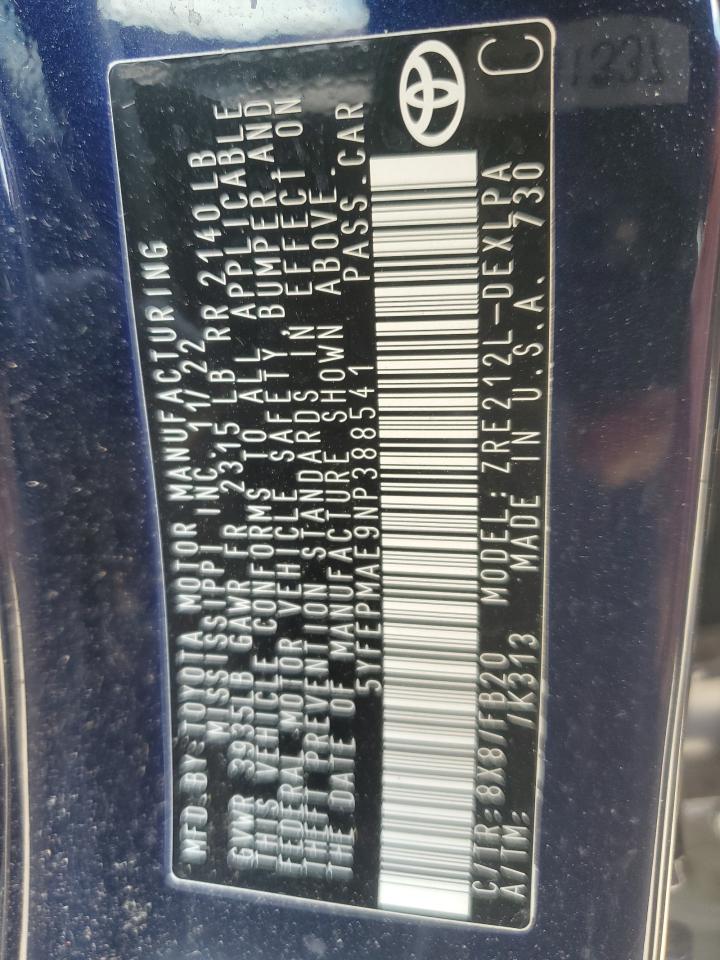 MFD BY: TOYOTA MOTOR MANUFACTURING
MISSISSIPPI INC. 11/22
GVWR 3935LB GAWR FR 2315 LB RR 2140LB
THIS VEHICLE CONFORMS TO ALL APPLICABLE
FEDERAL MOTOR VEHICLE SAFETY, BUMPER, AND
THEFT PREVENTION STANDARDS IN EFFECT ON
THE DATE OF MANUFACTURE SHOWN ABOVE.
5YFEPMAE9NP388541 PASS. CAR
C/TR: 8X8/FB20 MODEL: ZRE212L-DEXLPA
A/TM: /K313 MADE IN U.S.A. 730
C